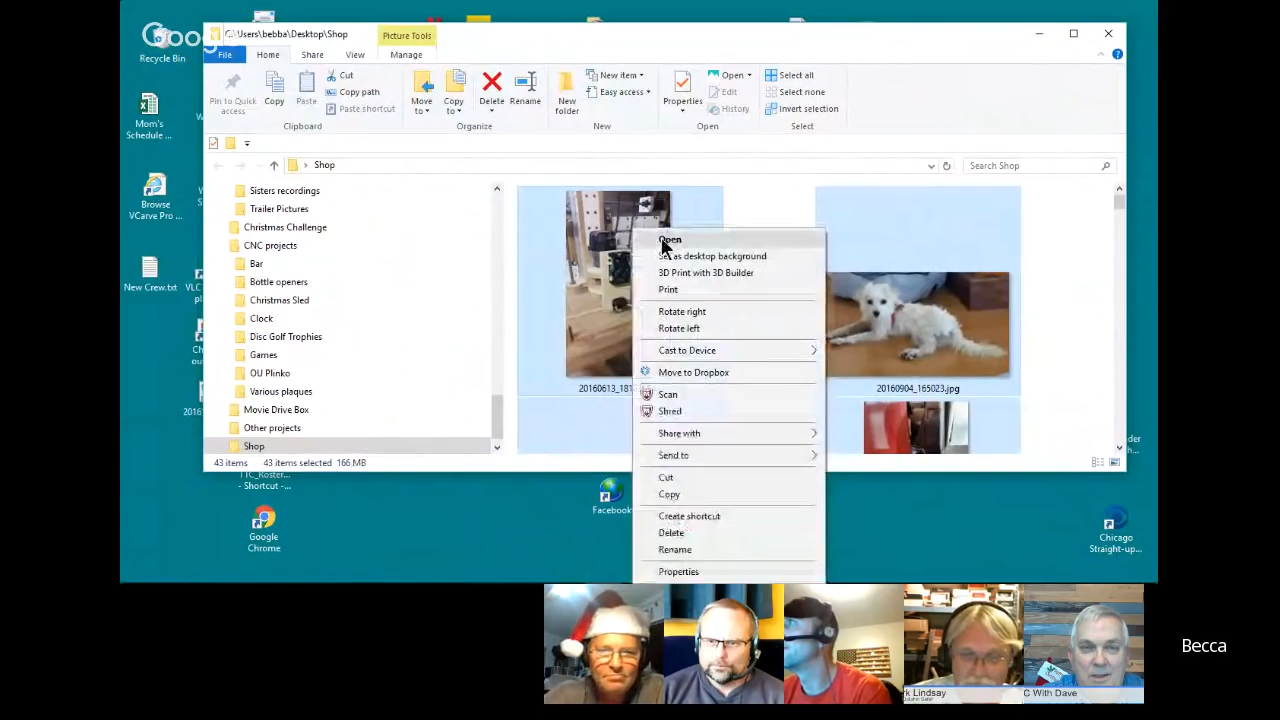 Google
C:\Users\bebba\Desktop\Shop
Picture Tools
File
Home
Share
View
Manage
Pin to Quick access
Copy
Paste
Cut
Copy path
Paste shortcut
Clipboard
Move to
Copy to
Delete
Rename
Organize
New folder
New item
Easy access
New
Properties
Open
Edit
History
Open
Select all
Select none
Invert selection
Select
Shop
Search Shop
Sisters recordings
Trailer Pictures
Christmas Challenge
CNC projects
Bar
Bottle openers
Christmas Sled
Clock
Disc Golf Trophies
Games
OU Plinko
Various plaques
Movie Drive Box
Other projects
Shop
20160613_181
20160904_165023.jpg
43 items
43 items selected 166 MB
Open
as desktop background
3D Print with 3D Builder
Print
Rotate right
Rotate left
Cast to Device
Move to Dropbox
Scan
Shred
Share with
Send to
Cut
Copy
Create shortcut
Delete
Rename
Properties
Recycle Bin
Mom's
Schedule ...
Browse
VCarve Pro ...
New Crew.txt
TTC_Roster-
- Shortcut -...
Google
Chrome
Facebook
Chicago
Straight-up...
rk Lindsay
C With Dave
Becca